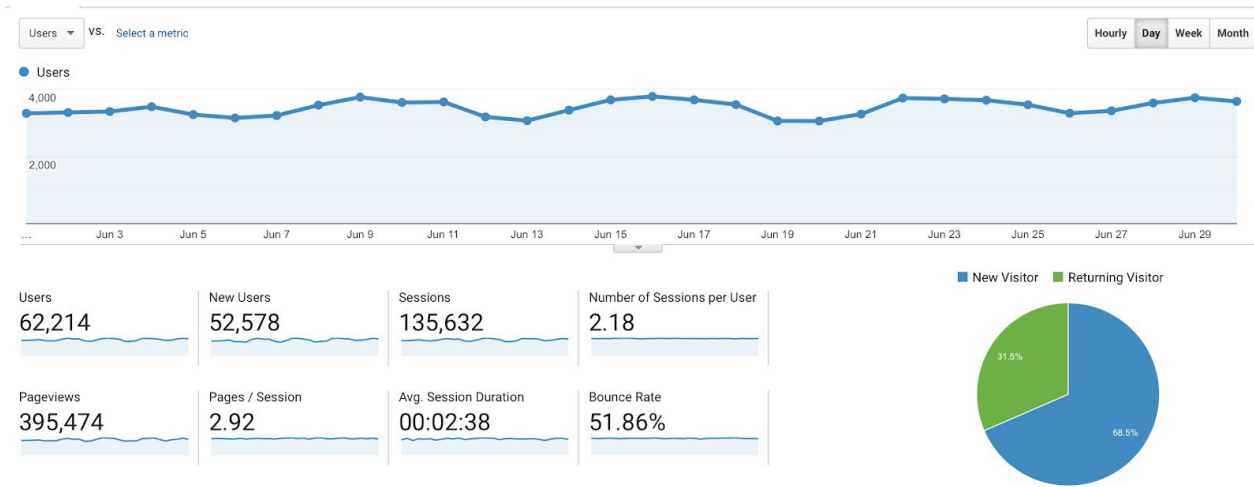 Users VS. Select a metric
Hourly Day Week Month
Users
4,000
2,000
... Jun 3 Jun 5 Jun 7 Jun 9 Jun 11 Jun 13 Jun 15 Jun 17 Jun 19 Jun 21 Jun 23 Jun 25 Jun 27 Jun 29
New Visitor Returning Visitor
Users New Users Sessions Number of Sessions per User
62,214 52,578 135,632 2.18
Pageviews Pages / Session Avg. Session Duration Bounce Rate
395,474 2.92 00:02:38 51.86%
31.5%
68.5%